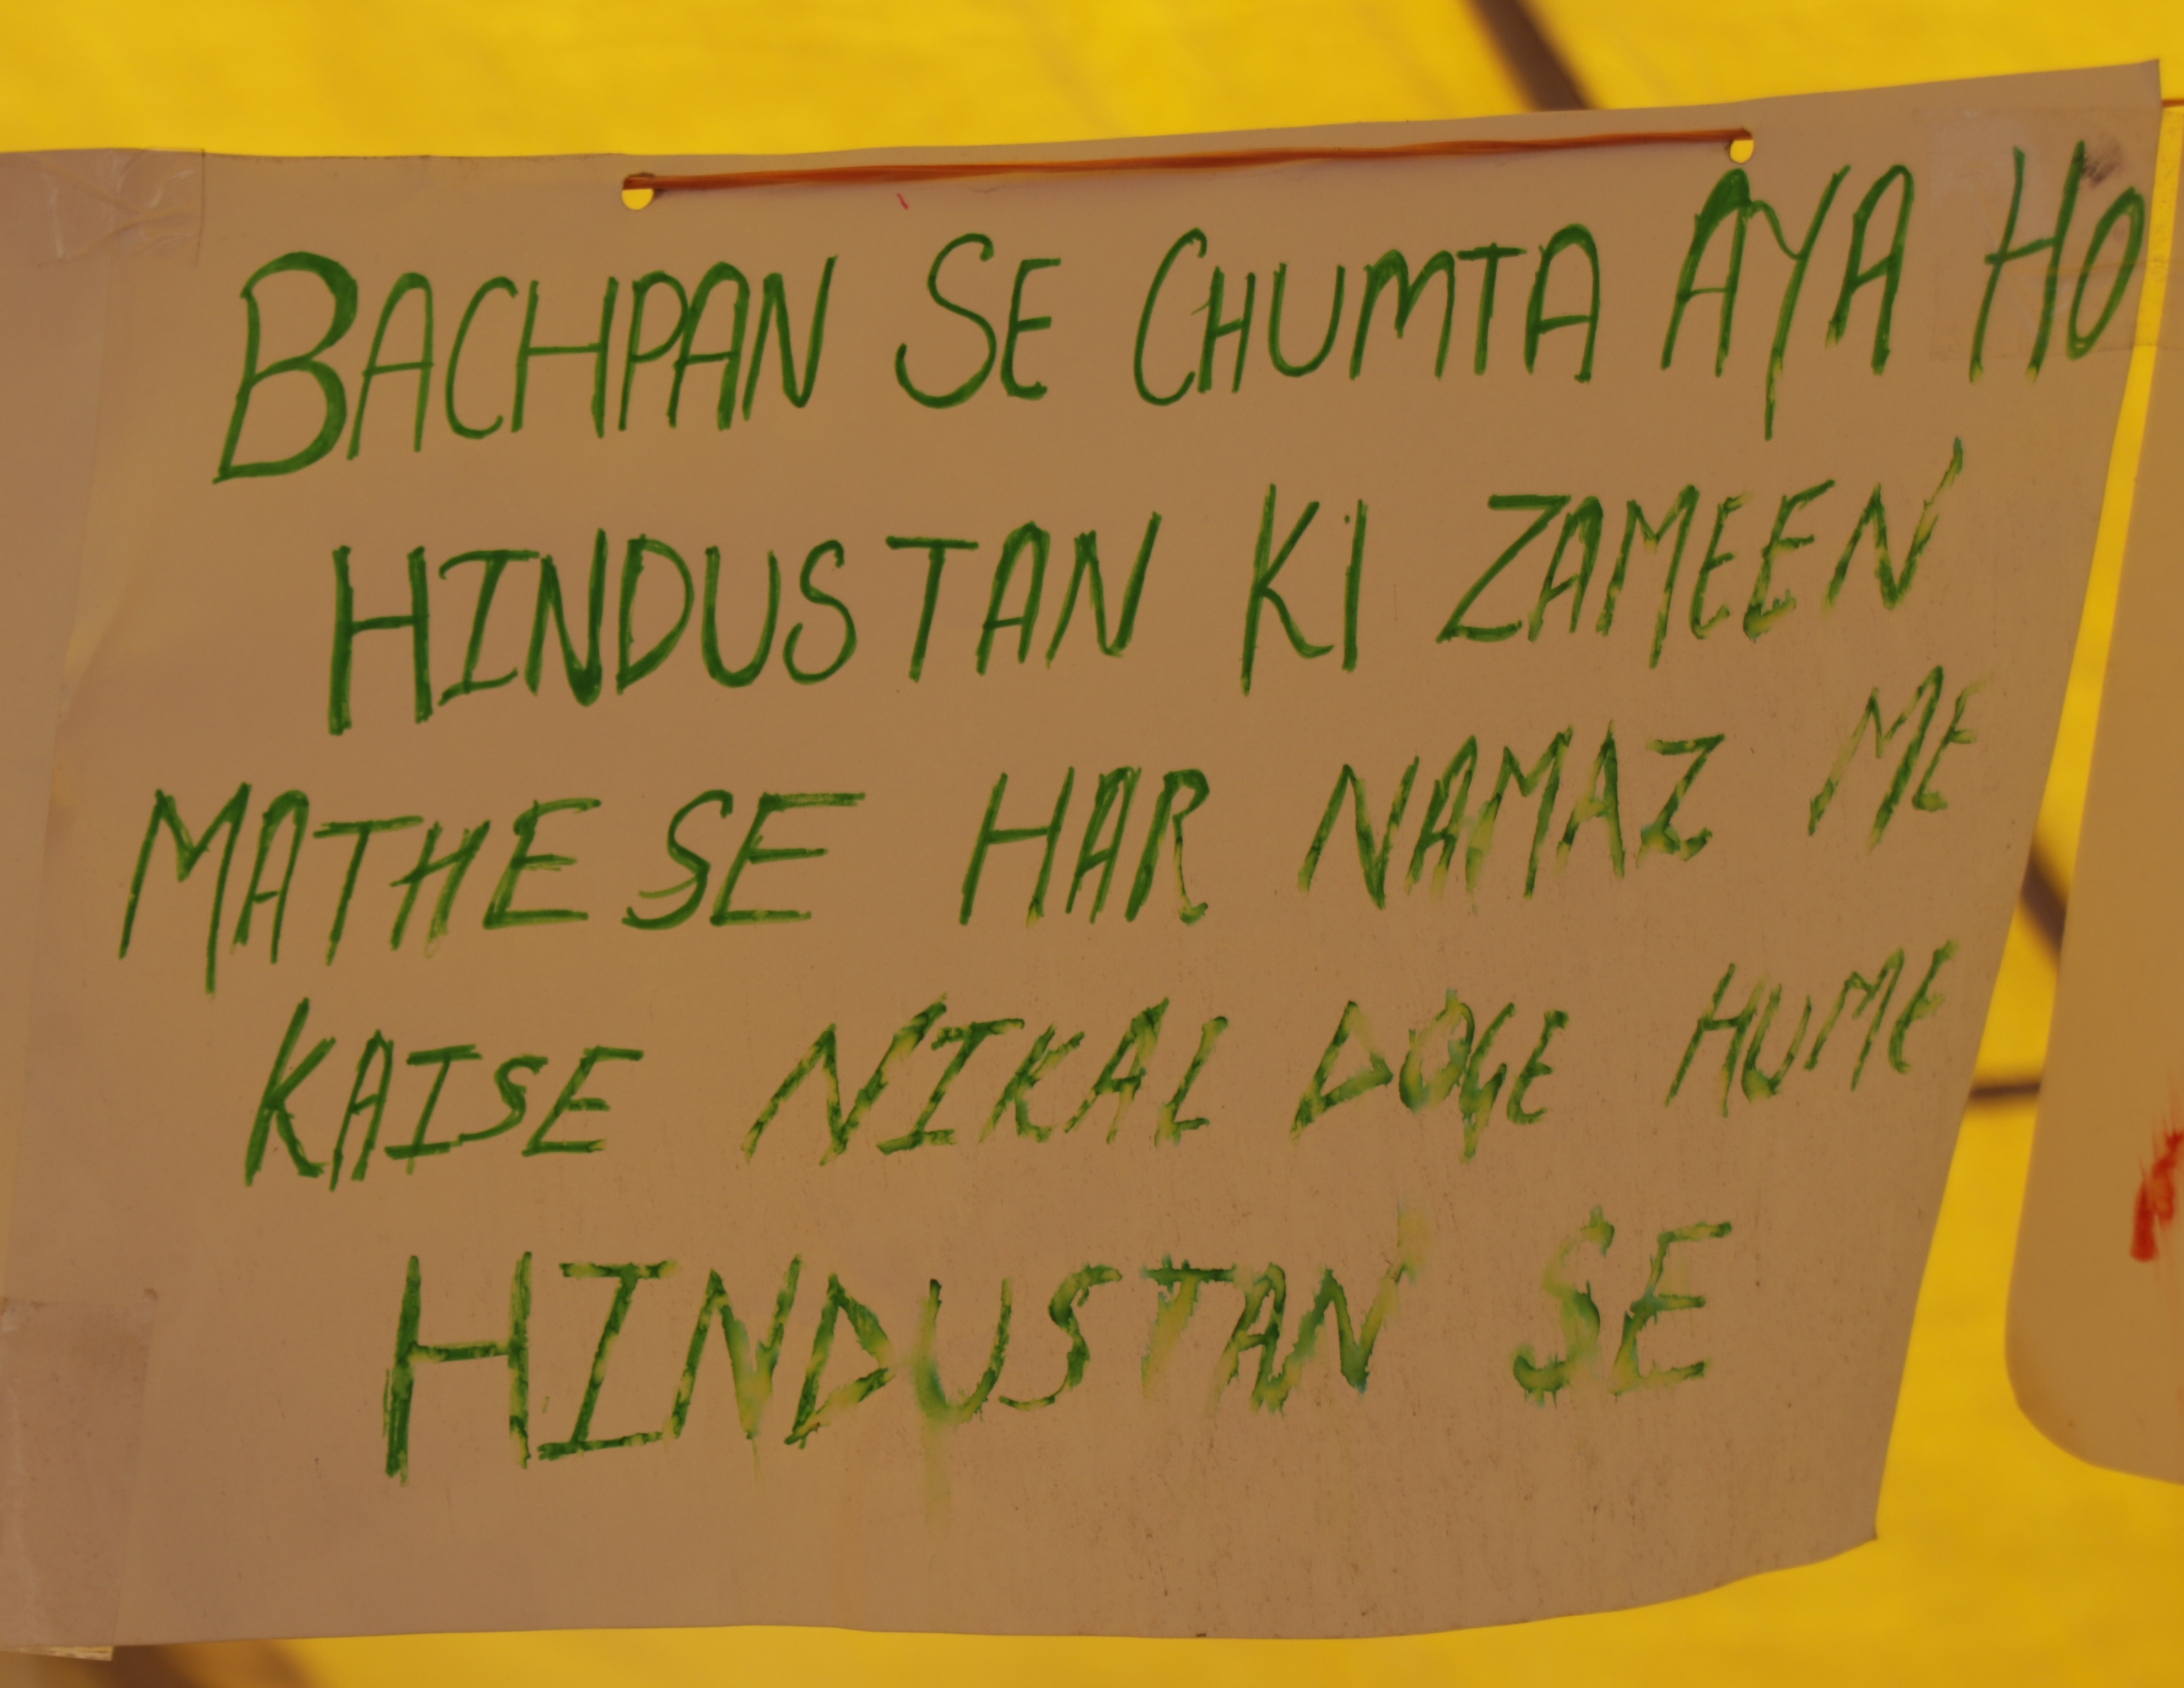 BACHPAN SE CHUMTA AYA HO
HINDUSTAN KI ZAMEEN
MATHE SE HAR NAMAZ ME
KAISE NIKAL DOGE HUME
HINDUSTAN SE